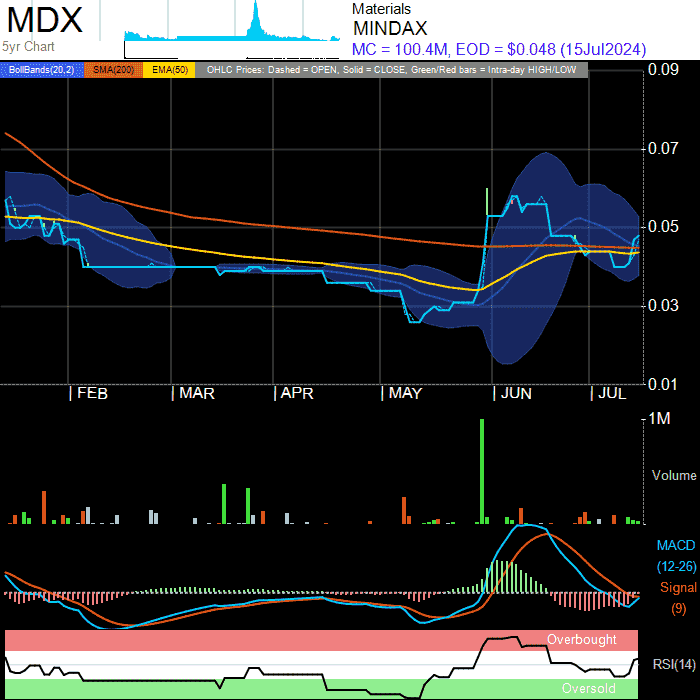 MDX
5yr Chart
Materials
MINDAX
MC = 100.4M, EOD = $0.048 (15Jul2024)
BollBands(20,2) SMA(200) EMA(50) OHLC Prices: Dashed = OPEN, Solid = CLOSE, Green/Red bars = Intra-day HIGH/LOW
0.09
0.07
0.05
0.03
0.01
| FEB | MAR | APR | MAY | JUN | JUL
1M
Volume
MACD
(12-26)
Signal
(9)
Overbought
RSI(14)
Oversold